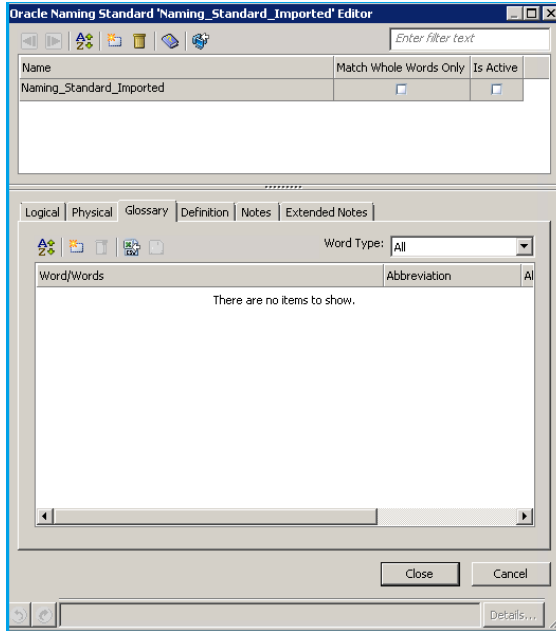 Oracle Naming Standard 'Naming_Standard_Imported' Editor
Enter filter text
Name Match Whole Words Only Is Active
Naming_Standard_Imported
Logical Physical Glossary Definition Notes Extended Notes
Word Type: All
Word/Words Abbreviation Al
There are no items to show.
Close Cancel
Details...